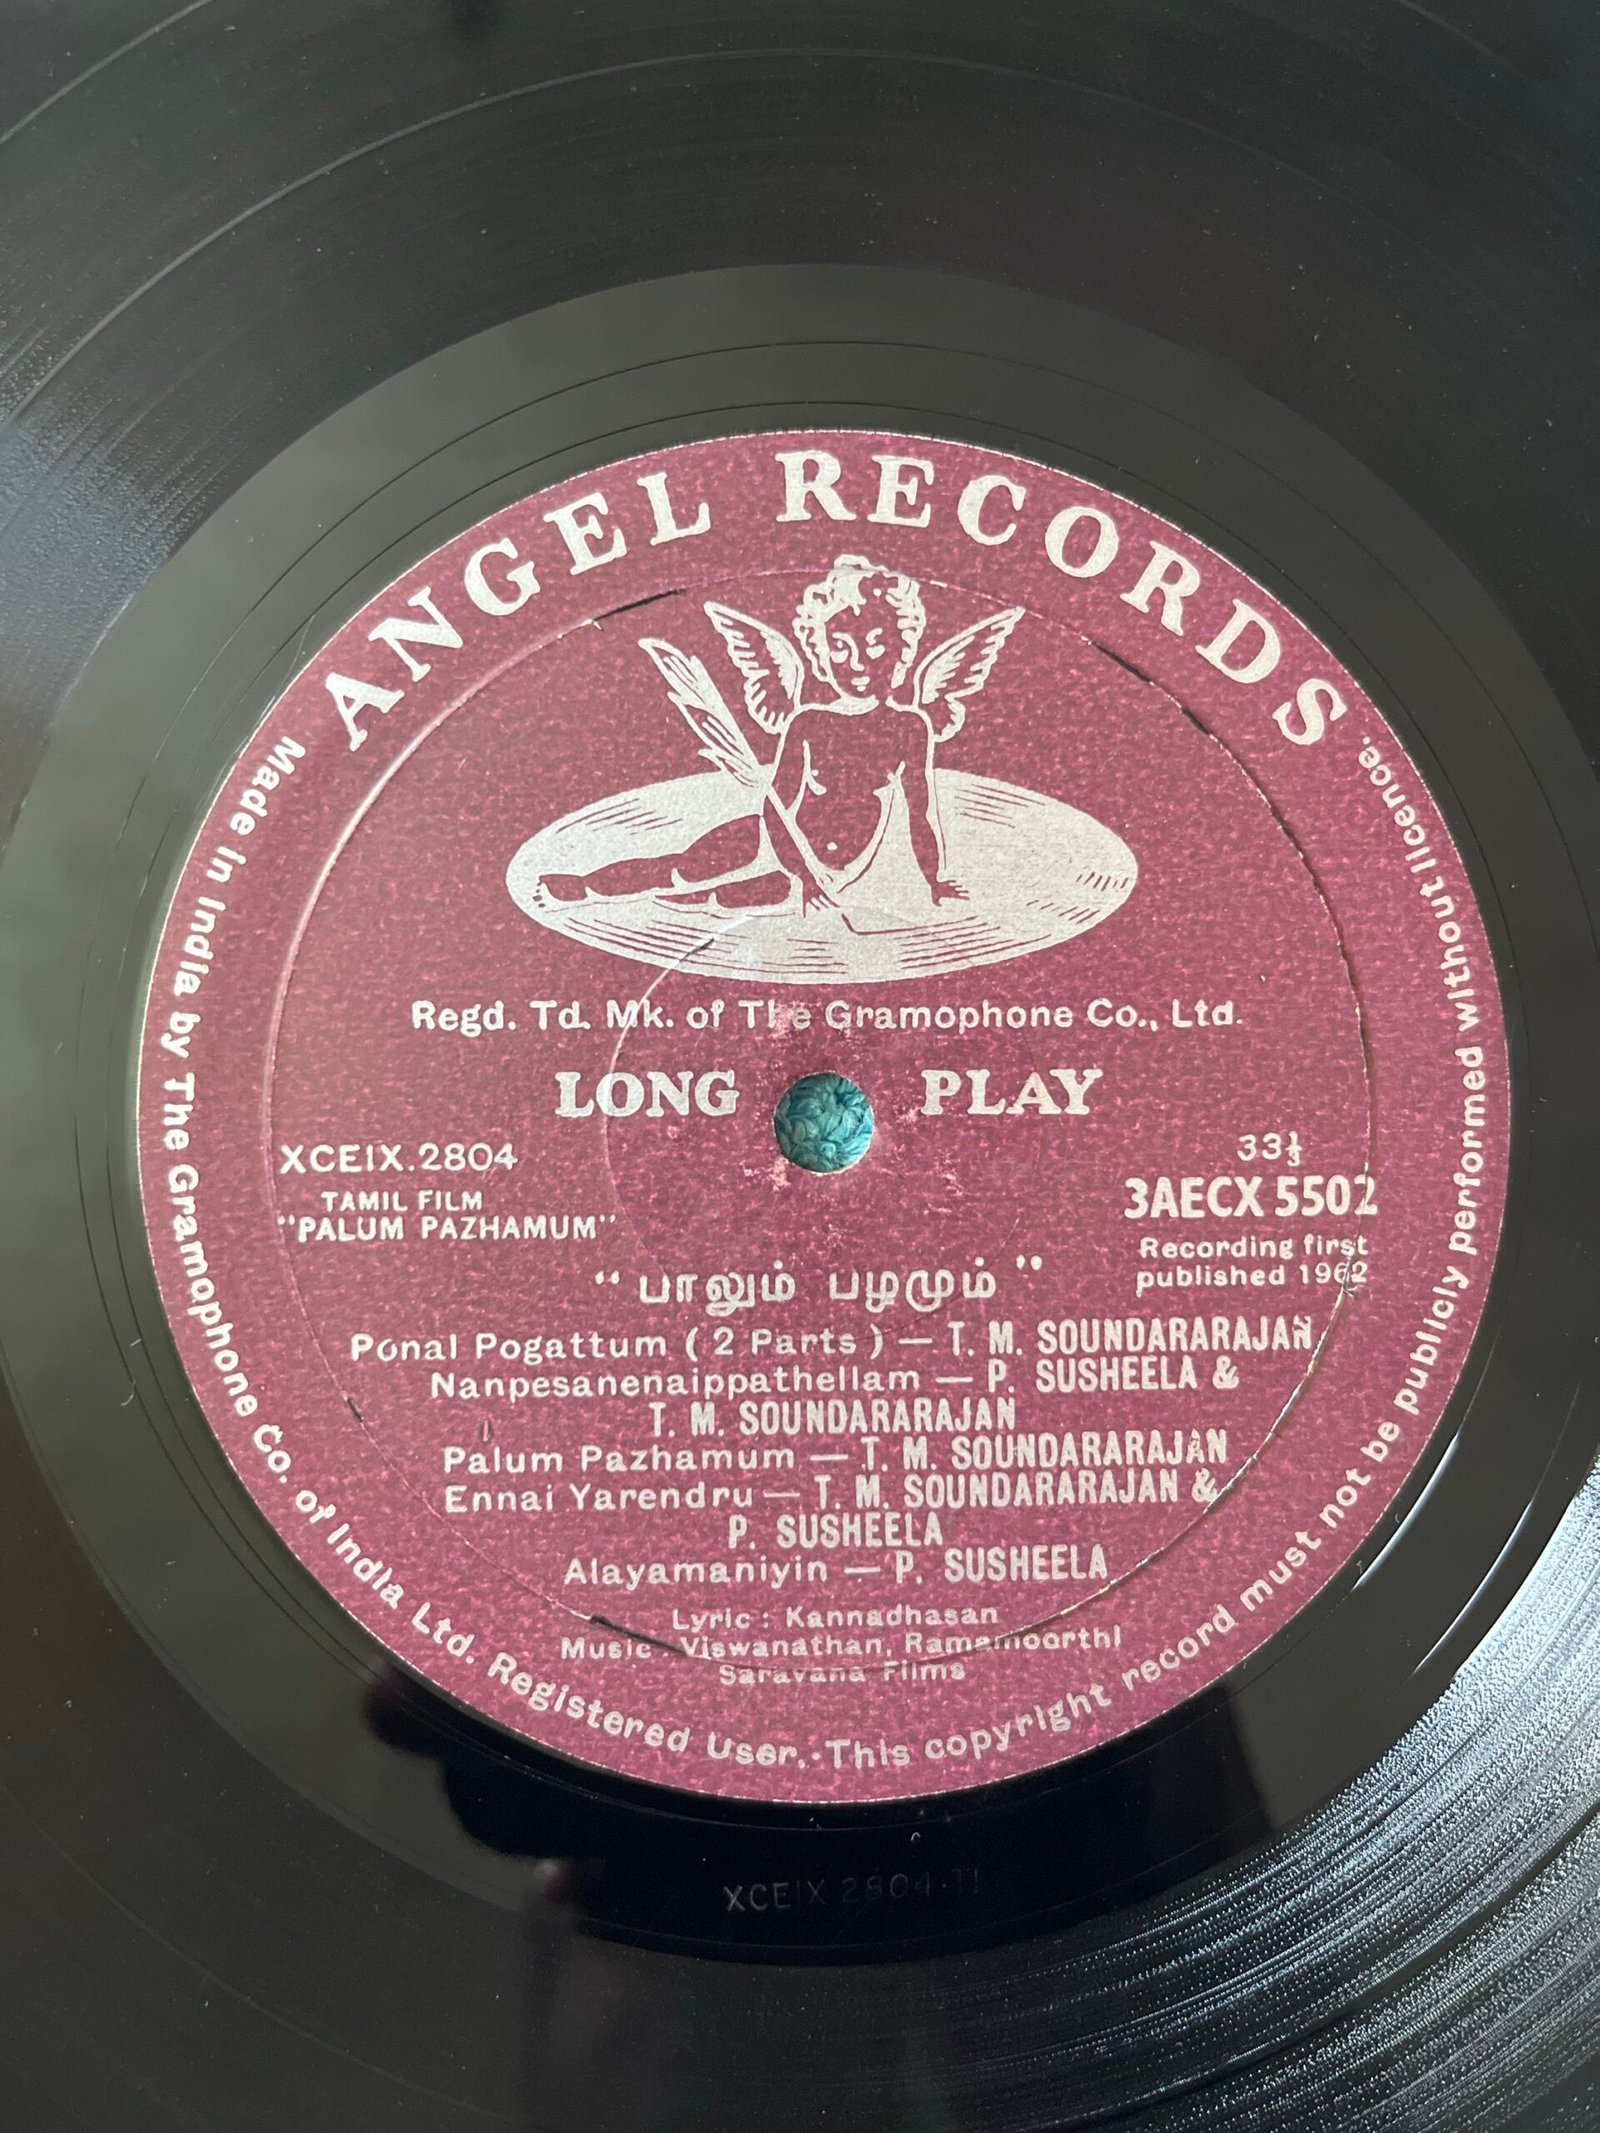 ANGEL RECORDS
Regd. Td. Mk. of The Gramophone Co., Ltd.
LONG PLAY
XCEIX.2804
TAMIL FILM
"PALUM PAZHAMUM"
33⅓
3AECX 5502
Recording first
published 1962
"பாலும் பழமும்"
Ponal Pogattum (2 Parts) — T. M. SOUNDARARAJAN
Nanpesanenaippathellam — P. SUSHEELA &
T. M. SOUNDARARAJAN
Palum Pazhamum — T. M. SOUNDARARAJAN
Ennai Yarendru — T. M. SOUNDARARAJAN &
P. SUSHEELA
Alayamaniyin — P. SUSHEELA
Lyric : Kannadhasan
Music : Viswanathan, Ramamoorthi
Saravana Films
Made in India by The Gramophone Co. of India Ltd. Registered User.·This copyright record must not be publicly performed without licence.
XCEIX 2804·